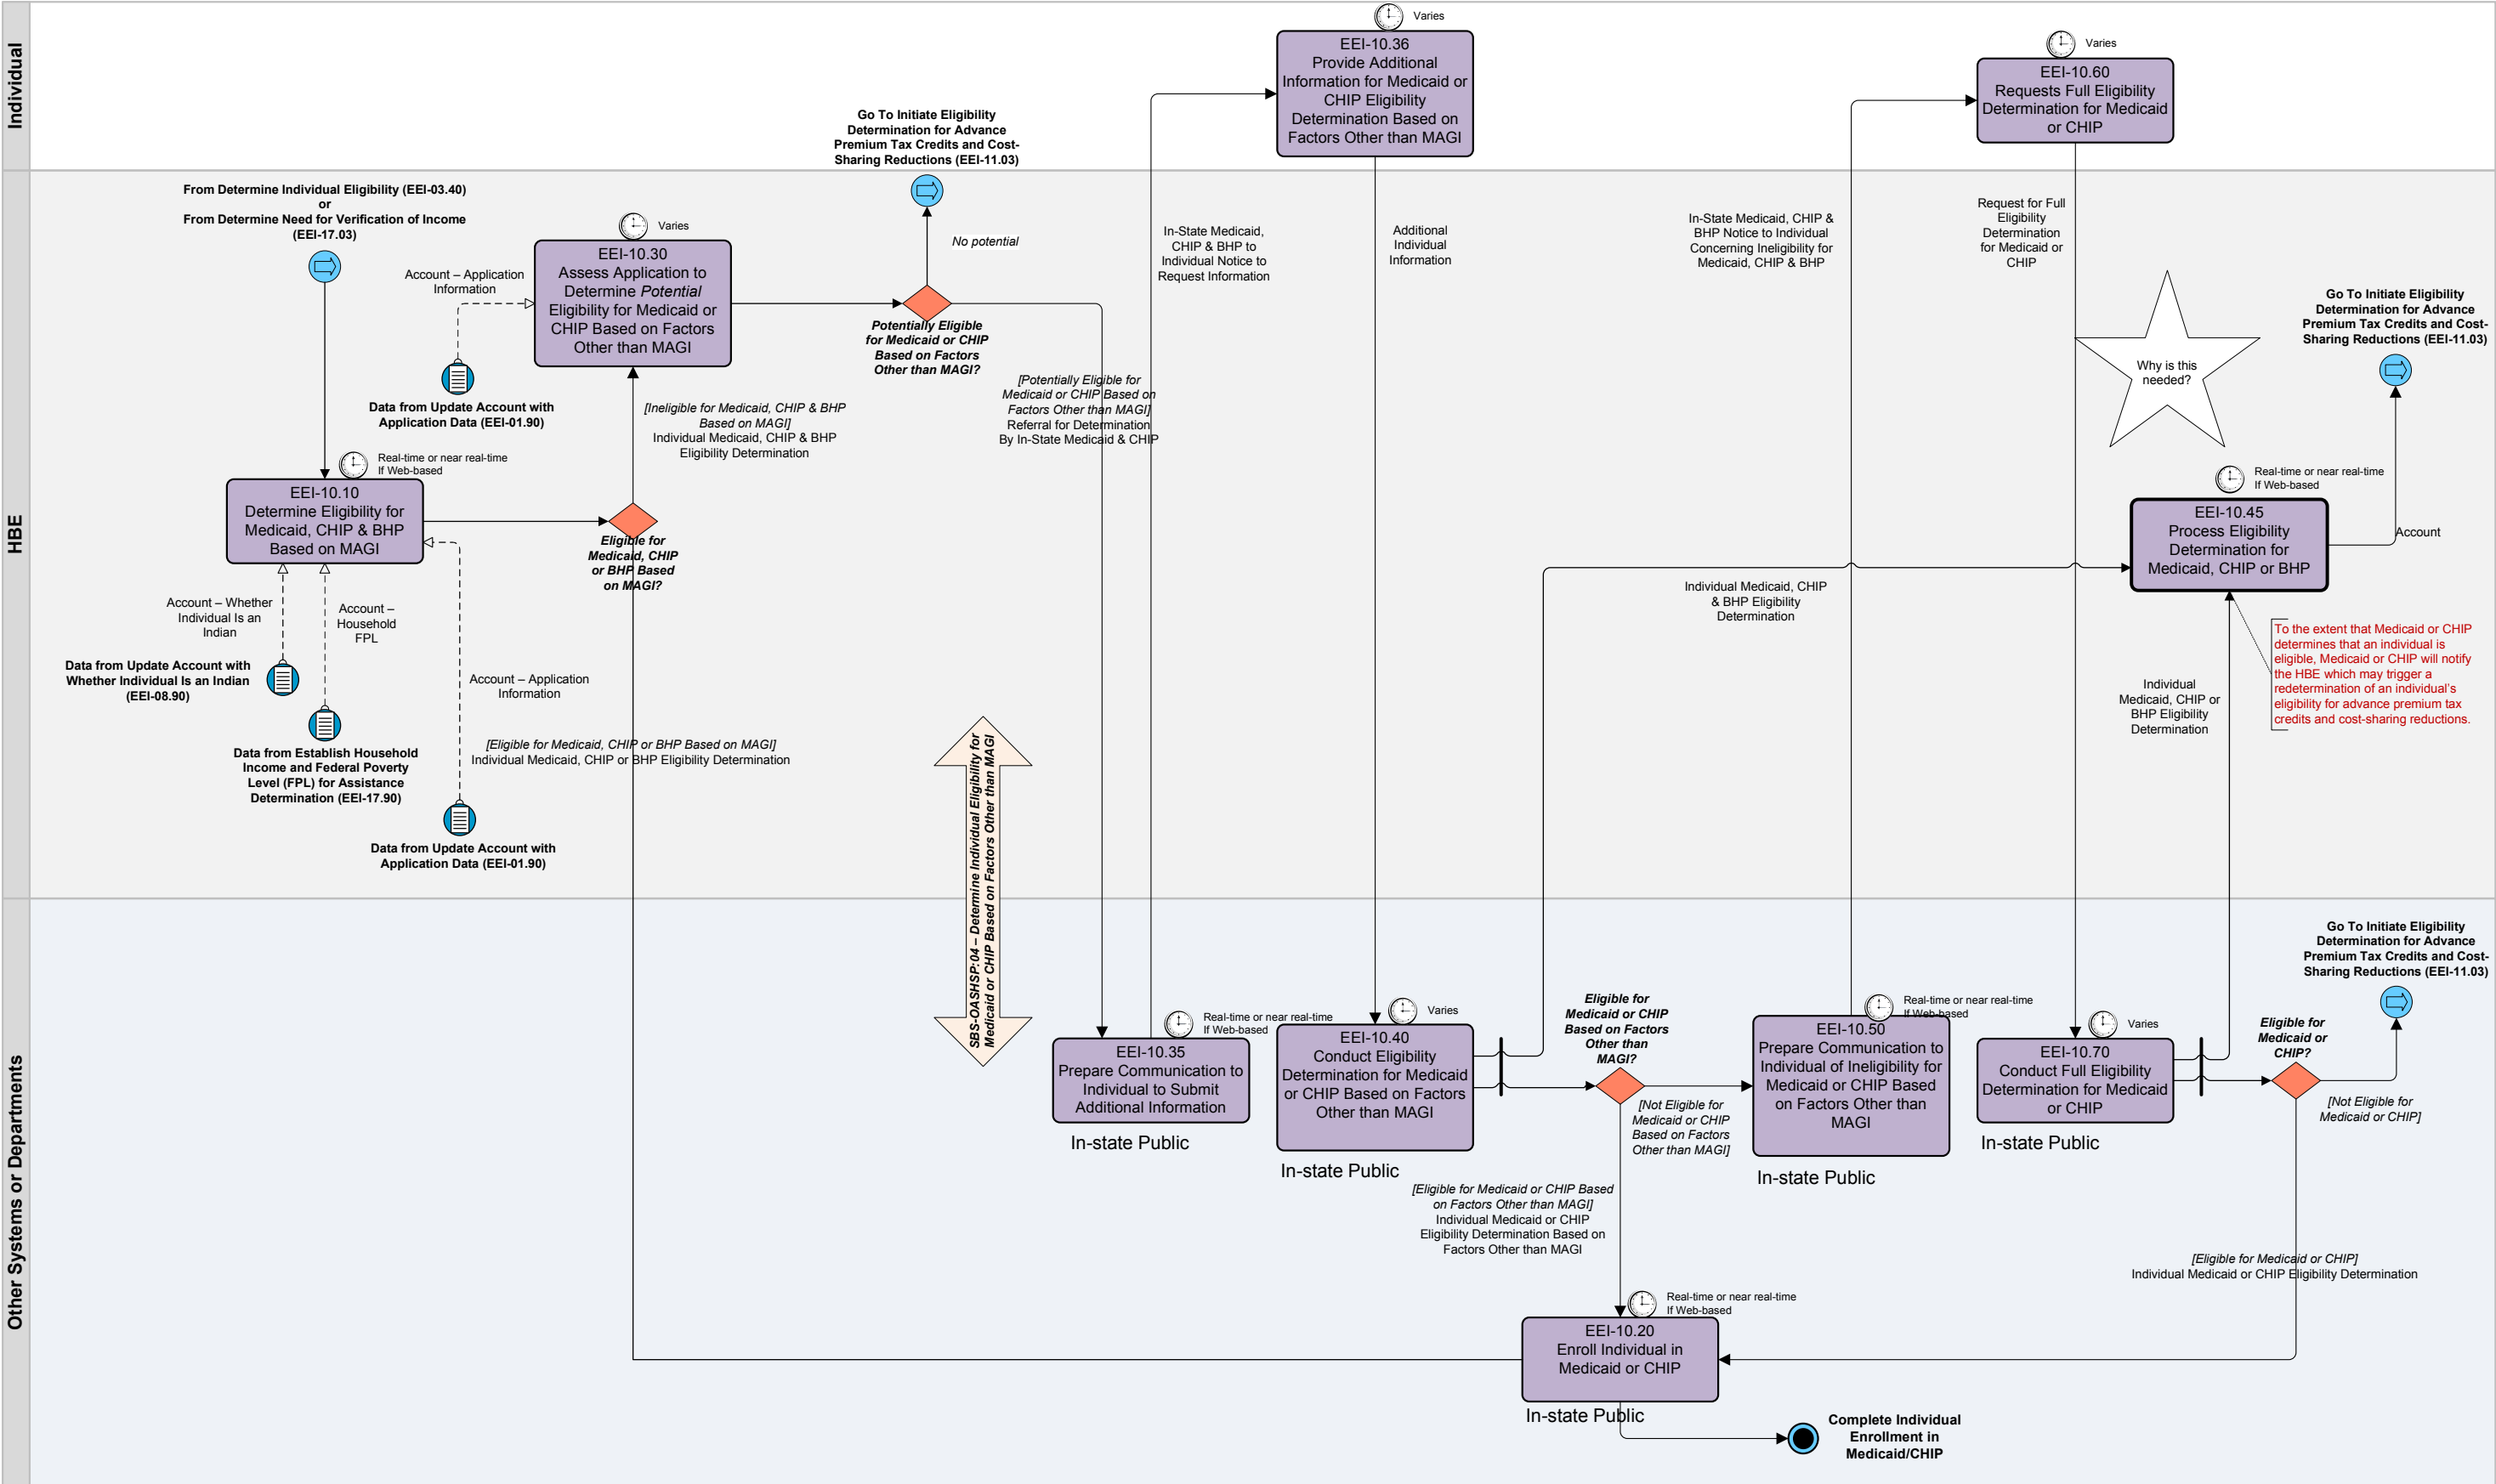 Individual
Varies
EEI-10.36
Provide Additional
Information for Medicaid or
CHIP Eligibility
Determination Based on
Factors Other than MAGI
Varies
EEI-10.60
Requests Full Eligibility
Determination for Medicaid
or CHIP
Go To Initiate Eligibility
Determination for Advance
Premium Tax Credits and Cost-
Sharing Reductions (EEI-11.03)
HBE
From Determine Individual Eligibility (EEI-03.40)
or
From Determine Need for Verification of Income
(EEI-17.03)
Varies
EEI-10.30
Assess Application to
Determine Potential
Eligibility for Medicaid or
CHIP Based on Factors
Other than MAGI
Account – Application
Information
Data from Update Account with
Application Data (EEI-01.90)
No potential
Potentially Eligible
for Medicaid or CHIP
Based on Factors
Other than MAGI?
In-State Medicaid,
CHIP & BHP to
Individual Notice to
Request Information
Additional
Individual
Information
In-State Medicaid, CHIP &
BHP Notice to Individual
Concerning Ineligibility for
Medicaid, CHIP & BHP
Request for Full
Eligibility
Determination
for Medicaid or
CHIP
Why is this
needed?
Go To Initiate Eligibility
Determination for Advance
Premium Tax Credits and Cost-
Sharing Reductions (EEI-11.03)
[Potentially Eligible for
Medicaid or CHIP Based on
Factors Other than MAGI]
Referral for Determination
By In-State Medicaid & CHIP
[Ineligible for Medicaid, CHIP & BHP
Based on MAGI]
Individual Medicaid, CHIP & BHP
Eligibility Determination
Real-time or near real-time
If Web-based
EEI-10.10
Determine Eligibility for
Medicaid, CHIP & BHP
Based on MAGI
Eligible for
Medicaid, CHIP
or BHP Based
on MAGI?
Real-time or near real-time
If Web-based
EEI-10.45
Process Eligibility
Determination for
Medicaid, CHIP or BHP
Account
Account – Whether
Individual Is an
Indian
Account –
Household
FPL
Individual Medicaid, CHIP
& BHP Eligibility
Determination
To the extent that Medicaid or CHIP
determines that an individual is
eligible, Medicaid or CHIP will notify
the HBE which may trigger a
redetermination of an individual's
eligibility for advance premium tax
credits and cost-sharing reductions.
Data from Update Account with
Whether Individual Is an Indian
(EEI-08.90)
Account – Application
Information
Individual
Medicaid, CHIP or
BHP Eligibility
Determination
Data from Establish Household
Income and Federal Poverty
Level (FPL) for Assistance
Determination (EEI-17.90)
[Eligible for Medicaid, CHIP or BHP Based on MAGI]
Individual Medicaid, CHIP or BHP Eligibility Determination
Data from Update Account with
Application Data (EEI-01.90)
SBS-OASHSP:04 – Determine Individual Eligibility for
Medicaid or CHIP Based on Factors Other than MAGI
Other Systems or Departments
Real-time or near real-time
If Web-based
EEI-10.35
Prepare Communication to
Individual to Submit
Additional Information
In-state Public
Varies
EEI-10.40
Conduct Eligibility
Determination for Medicaid
or CHIP Based on Factors
Other than MAGI
In-state Public
Eligible for
Medicaid or CHIP
Based on Factors
Other than
MAGI?
[Not Eligible for
Medicaid or CHIP
Based on Factors
Other than MAGI]
Real-time or near real-time
If Web-based
EEI-10.50
Prepare Communication to
Individual of Ineligibility for
Medicaid or CHIP Based
on Factors Other than
MAGI
In-state Public
Varies
EEI-10.70
Conduct Full Eligibility
Determination for Medicaid
or CHIP
In-state Public
Go To Initiate Eligibility
Determination for Advance
Premium Tax Credits and Cost-
Sharing Reductions (EEI-11.03)
Eligible for
Medicaid or
CHIP?
[Not Eligible for
Medicaid or CHIP]
[Eligible for Medicaid or CHIP Based
on Factors Other than MAGI]
Individual Medicaid or CHIP
Eligibility Determination Based on
Factors Other than MAGI
[Eligible for Medicaid or CHIP]
Individual Medicaid or CHIP Eligibility Determination
Real-time or near real-time
If Web-based
EEI-10.20
Enroll Individual in
Medicaid or CHIP
In-state Public
Complete Individual
Enrollment in
Medicaid/CHIP